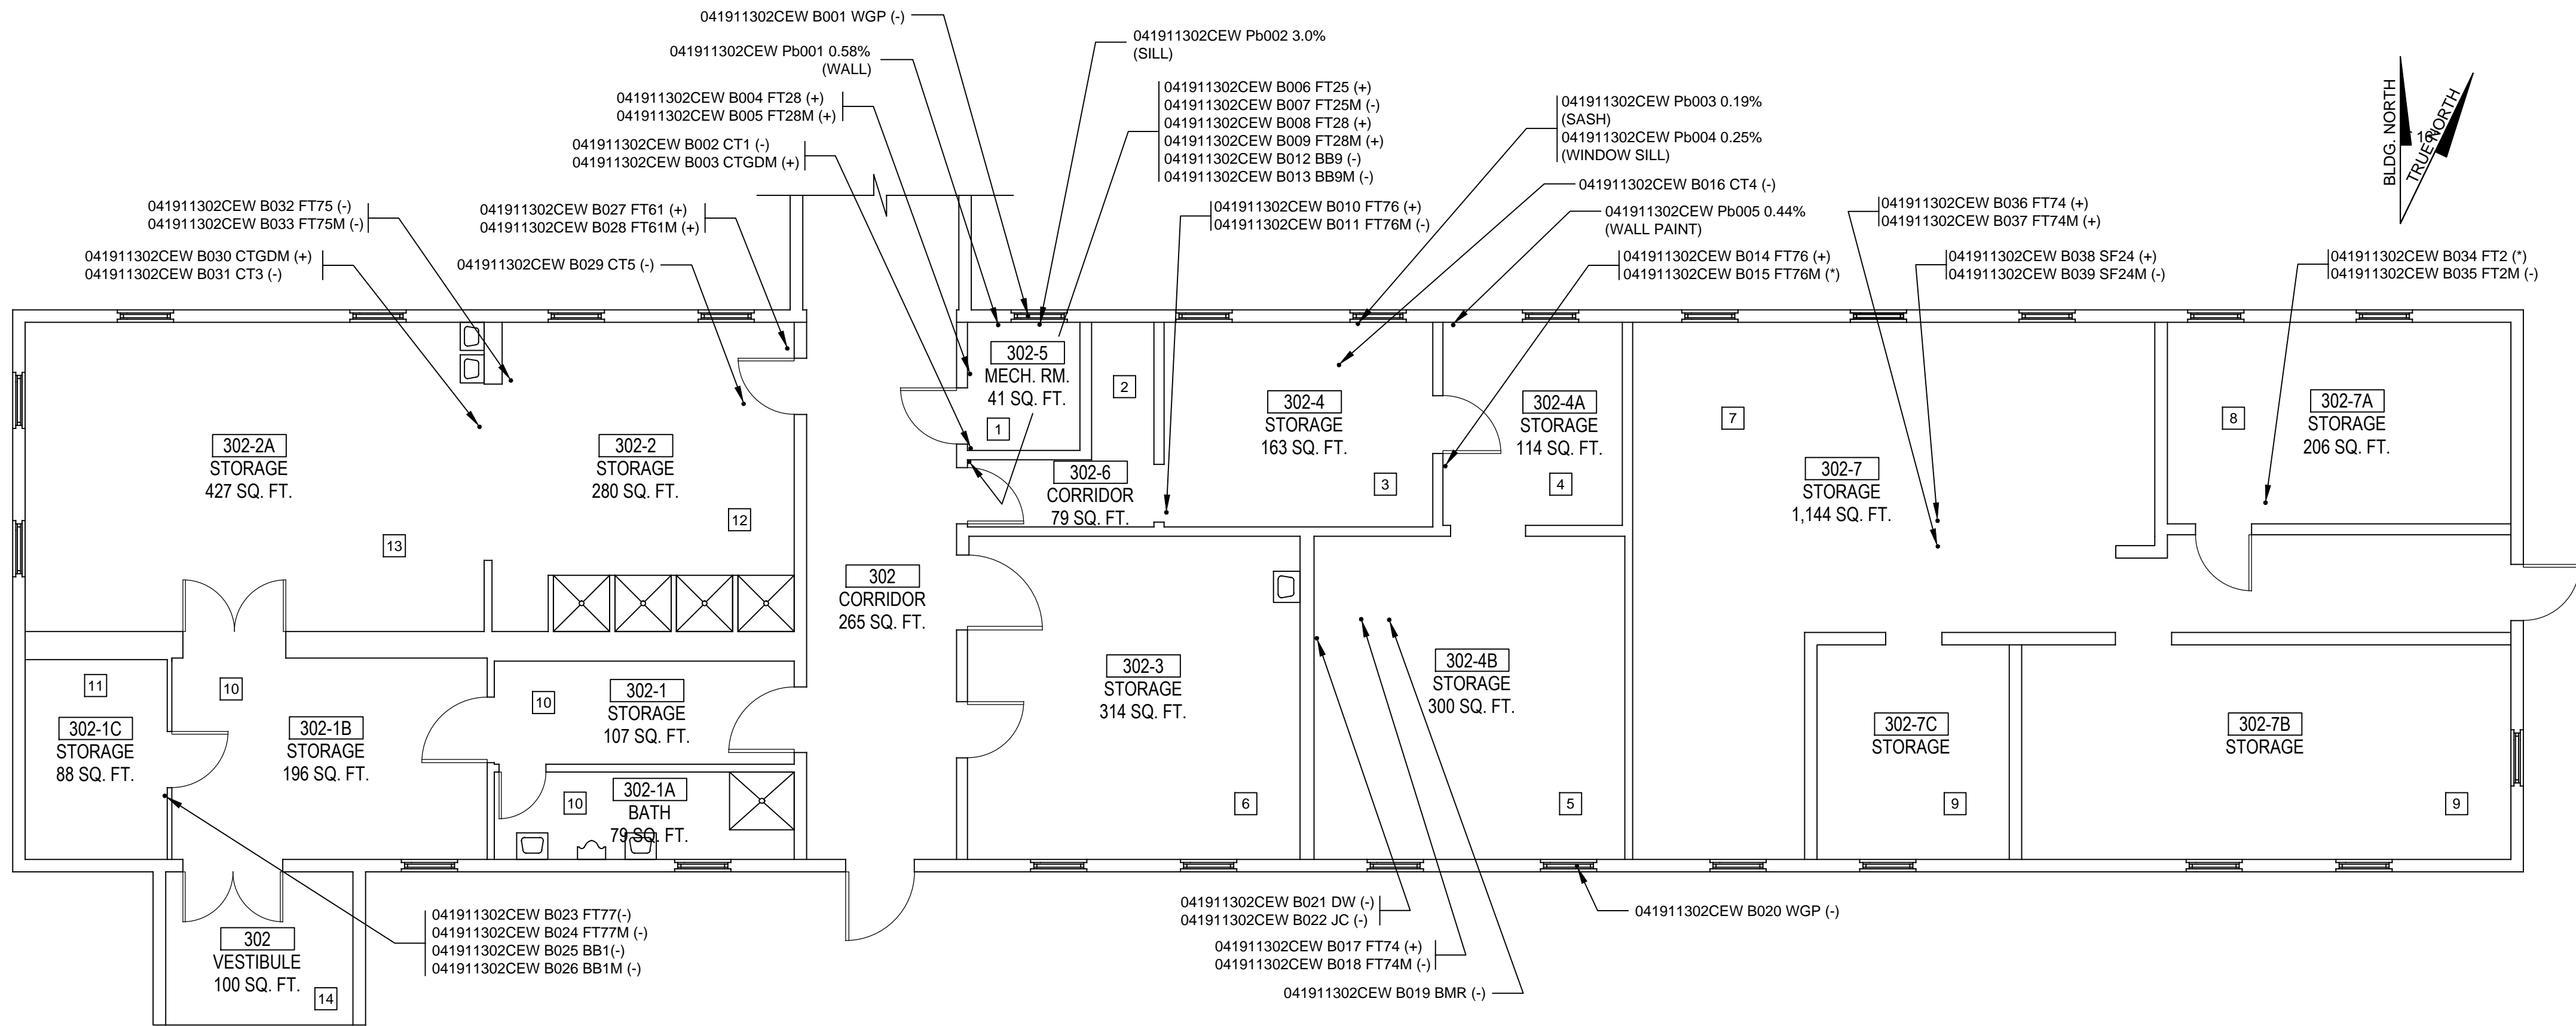 041911302CEW B001 WGP (-)
041911302CEW Pb001 0.58%
(WALL)
041911302CEW Pb002 3.0%
(SILL)
041911302CEW B004 FT28 (+)
041911302CEW B005 FT28M (+)
041911302CEW B002 CT1 (-)
041911302CEW B003 CTGDM (+)
041911302CEW B006 FT25 (+)
041911302CEW B007 FT25M (-)
041911302CEW B008 FT28 (+)
041911302CEW B009 FT28M (+)
041911302CEW B012 BB9 (-)
041911302CEW B013 BB9M (-)
041911302CEW Pb003 0.19%
(SASH)
041911302CEW Pb004 0.25%
(WINDOW SILL)
041911302CEW B016 CT4 (-)
041911302CEW Pb005 0.44%
(WALL PAINT)
BLDG. NORTH
16
TRUE NORTH
041911302CEW B032 FT75 (-)
041911302CEW B033 FT75M (-)
041911302CEW B027 FT61 (+)
041911302CEW B028 FT61M (+)
041911302CEW B010 FT76 (+)
041911302CEW B011 FT76M (-)
041911302CEW B036 FT74 (+)
041911302CEW B037 FT74M (+)
041911302CEW B030 CTGDM (+)
041911302CEW B031 CT3 (-)
041911302CEW B029 CT5 (-)
041911302CEW B014 FT76 (+)
041911302CEW B015 FT76M (*)
041911302CEW B038 SF24 (+)
041911302CEW B039 SF24M (-)
041911302CEW B034 FT2 (*)
041911302CEW B035 FT2M (-)
302-5
MECH. RM.
41 SQ. FT.
1
2
302-4
STORAGE
163 SQ. FT.
3
302-4A
STORAGE
114 SQ. FT.
4
7
302-7
STORAGE
1,144 SQ. FT.
8
302-7A
STORAGE
206 SQ. FT.
302-2A
STORAGE
427 SQ. FT.
13
302-2
STORAGE
280 SQ. FT.
12
302-6
CORRIDOR
79 SQ. FT.
302
CORRIDOR
265 SQ. FT.
11
302-1C
STORAGE
88 SQ. FT.
10
302-1B
STORAGE
196 SQ. FT.
10
302-1
STORAGE
107 SQ. FT.
10
302-1A
BATH
79 SQ. FT.
302-3
STORAGE
314 SQ. FT.
6
302-4B
STORAGE
300 SQ. FT.
5
302-7C
STORAGE
9
302-7B
STORAGE
9
302
VESTIBULE
100 SQ. FT.
14
041911302CEW B023 FT77(-)
041911302CEW B024 FT77M (-)
041911302CEW B025 BB1(-)
041911302CEW B026 BB1M (-)
041911302CEW B021 DW (-)
041911302CEW B022 JC (-)
041911302CEW B017 FT74 (+)
041911302CEW B018 FT74M (-)
041911302CEW B019 BMR (-)
041911302CEW B020 WGP (-)